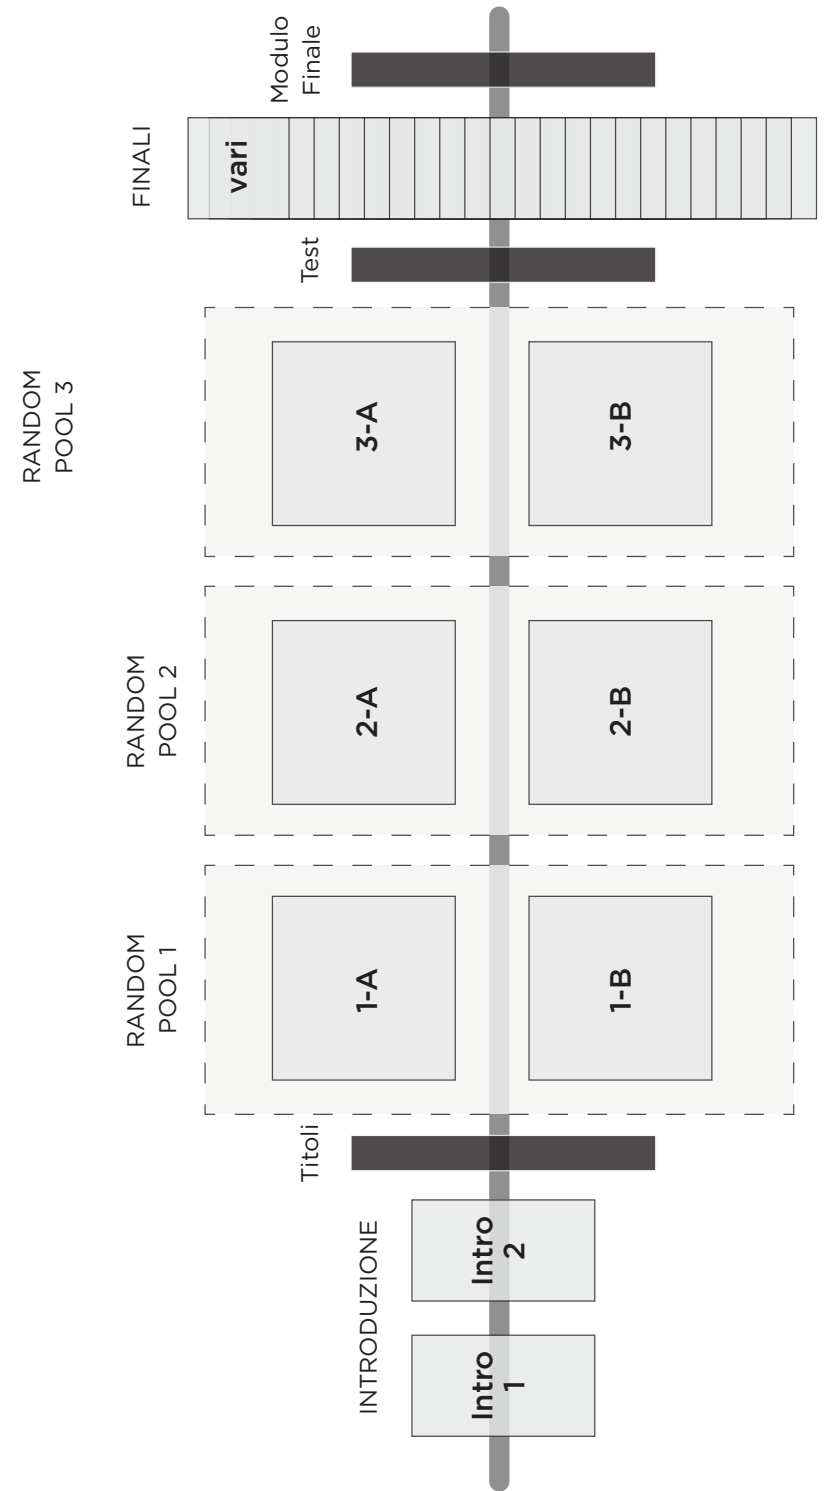 INTRODUZIONE
Intro
1
Intro
2
Titoli
RANDOM
POOL 1
1-A
1-B
RANDOM
POOL 2
2-A
2-B
RANDOM
POOL 3
3-A
3-B
Test
FINALI
vari
Modulo
Finale